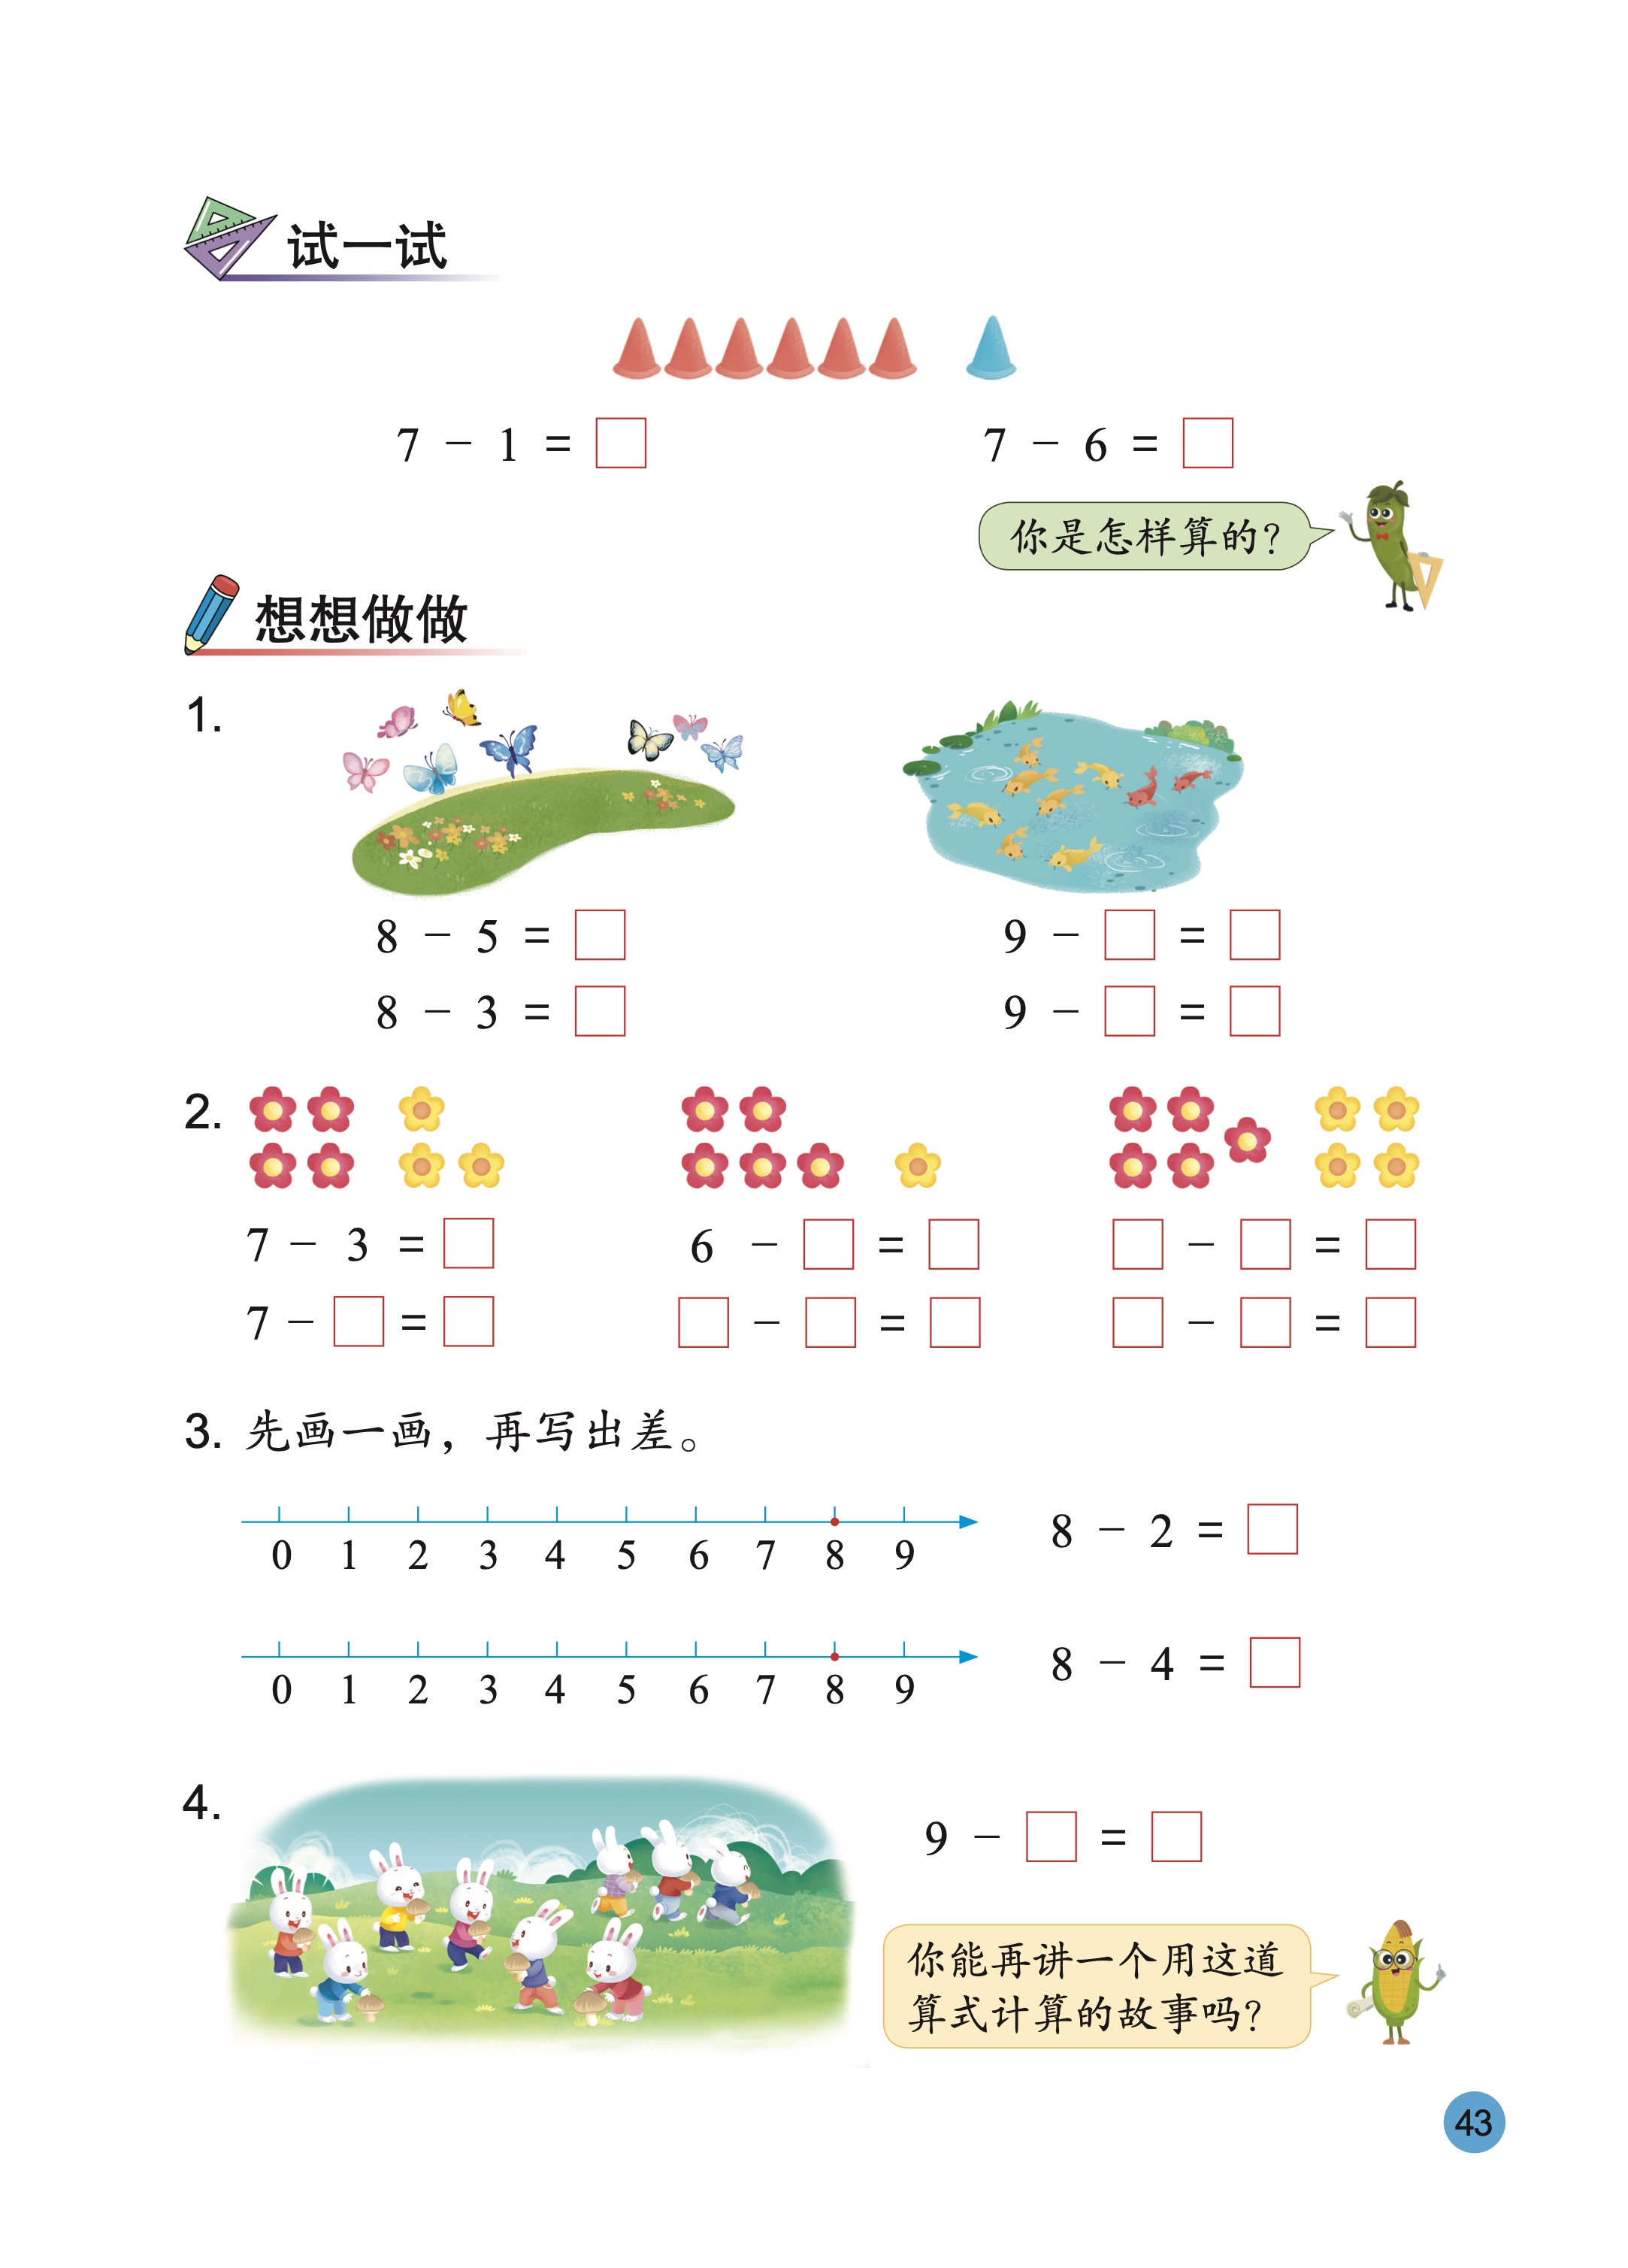 试一试
7 − 1 = □ 7 − 6 = □
你是怎样算的？
想想做做
1.
8 − 5 = □ 9 − □ = □
8 − 3 = □ 9 − □ = □
2.
7 − 3 = □ 6 − □ = □ □ − □ = □
7 − □ = □ □ − □ = □ □ − □ = □
3. 先画一画，再写出差。
0 1 2 3 4 5 6 7 8 9 8 − 2 = □
0 1 2 3 4 5 6 7 8 9 8 − 4 = □
4.
9 − □ = □
你能再讲一个用这道
算式计算的故事吗？
43